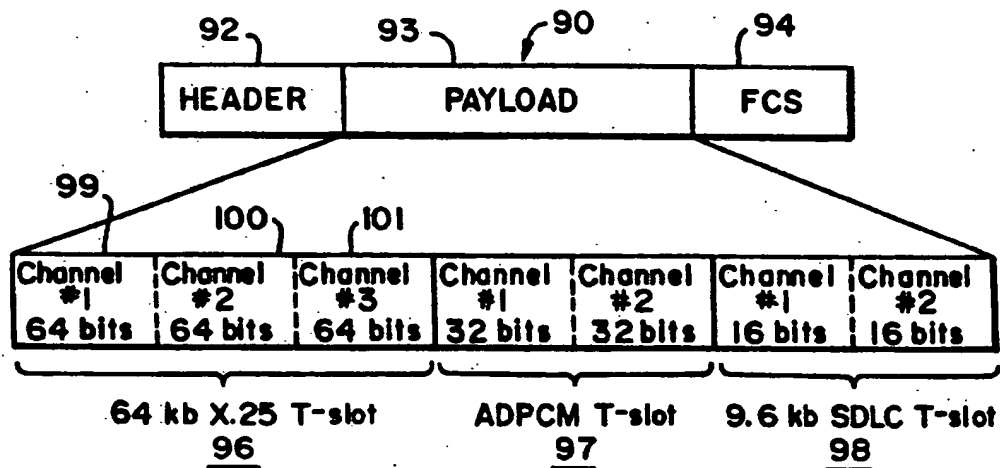 92 93 90 94
HEADER PAYLOAD FCS
99 100 101
Channel Channel Channel Channel Channel Channel Channel
#1 #2 #3 #1 #2 #1 #2
64 bits 64 bits 64 bits 32 bits 32 bits 16 bits 16 bits
64 kb X.25 T-slot ADPCM T-slot 9.6 kb SDLC T-slot
96 97 98